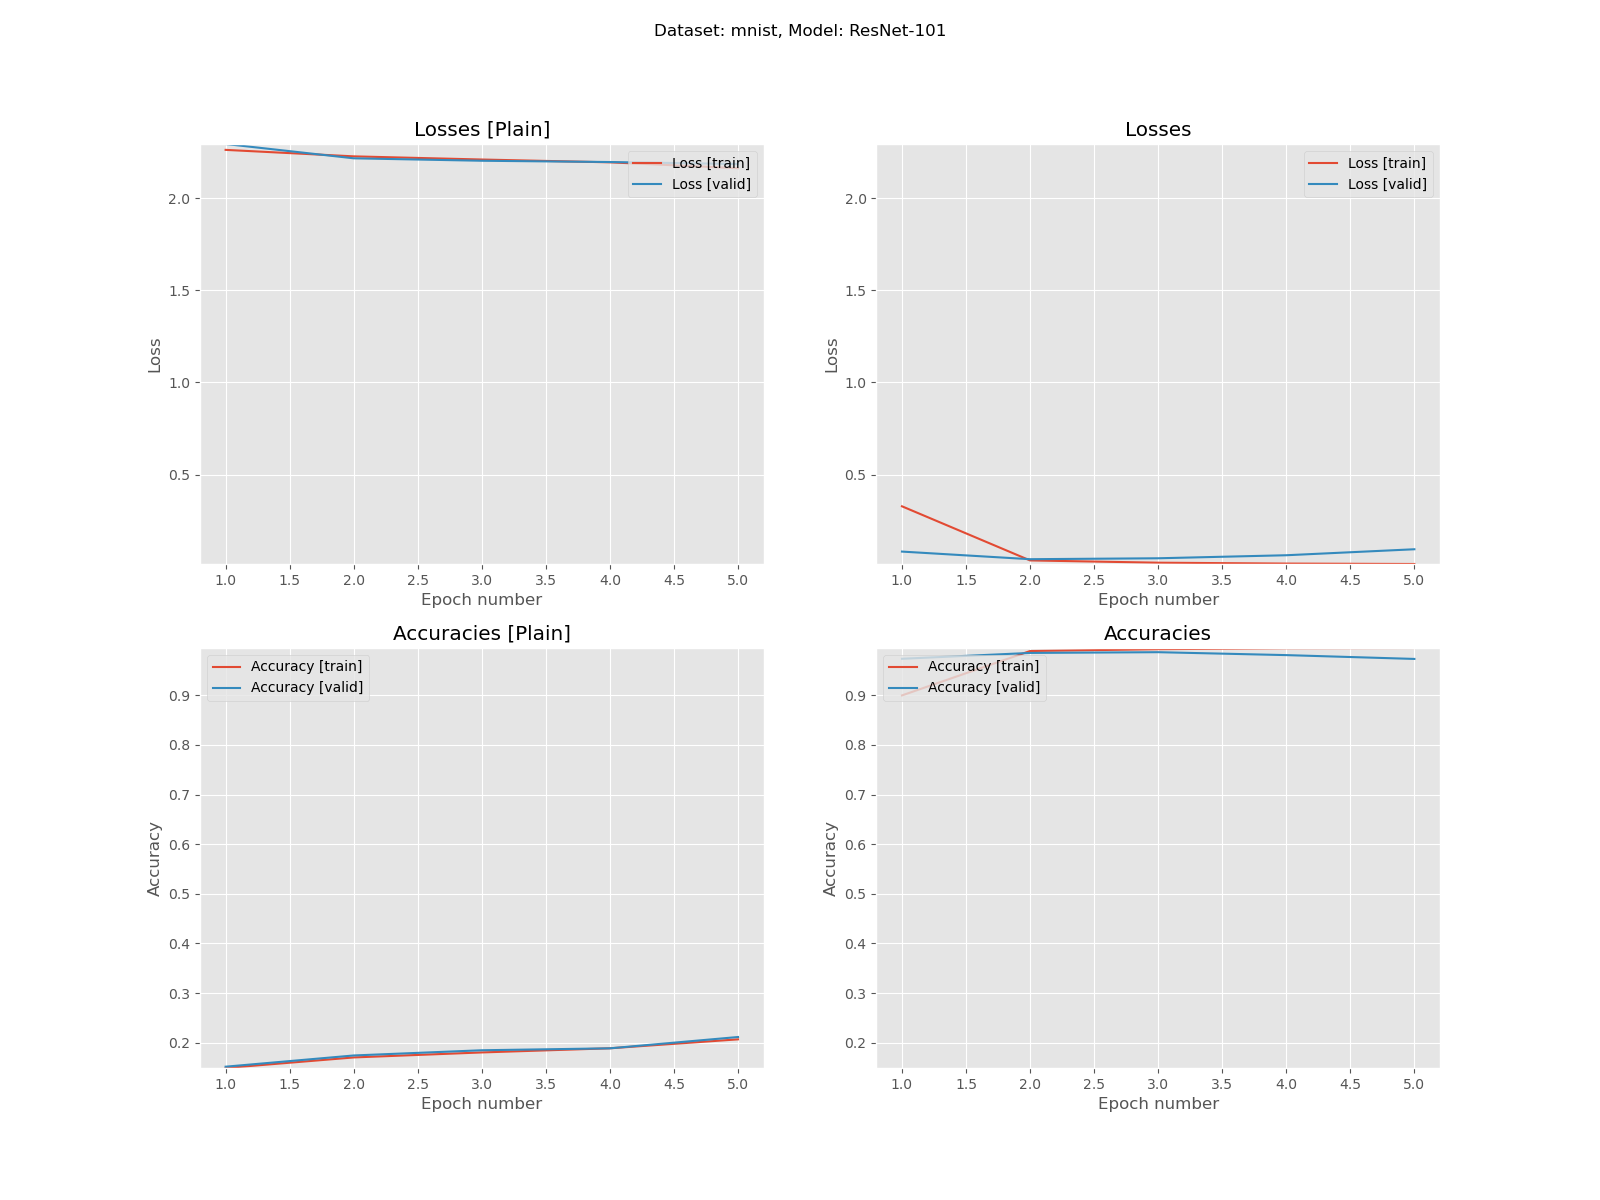 Dataset: mnist, Model: ResNet-101
Losses [Plain]
Loss
2.0
1.5
1.0
0.5
Loss [train]
Loss [valid]
1.0 1.5 2.0 2.5 3.0 3.5 4.0 4.5 5.0
Epoch number
Losses
Loss
2.0
1.5
1.0
0.5
Loss [train]
Loss [valid]
1.0 1.5 2.0 2.5 3.0 3.5 4.0 4.5 5.0
Epoch number
Accuracies [Plain]
Accuracy
0.9
0.8
0.7
0.6
0.5
0.4
0.3
0.2
Accuracy [train]
Accuracy [valid]
1.0 1.5 2.0 2.5 3.0 3.5 4.0 4.5 5.0
Epoch number
Accuracies
Accuracy
0.9
0.8
0.7
0.6
0.5
0.4
0.3
0.2
Accuracy [train]
Accuracy [valid]
1.0 1.5 2.0 2.5 3.0 3.5 4.0 4.5 5.0
Epoch number